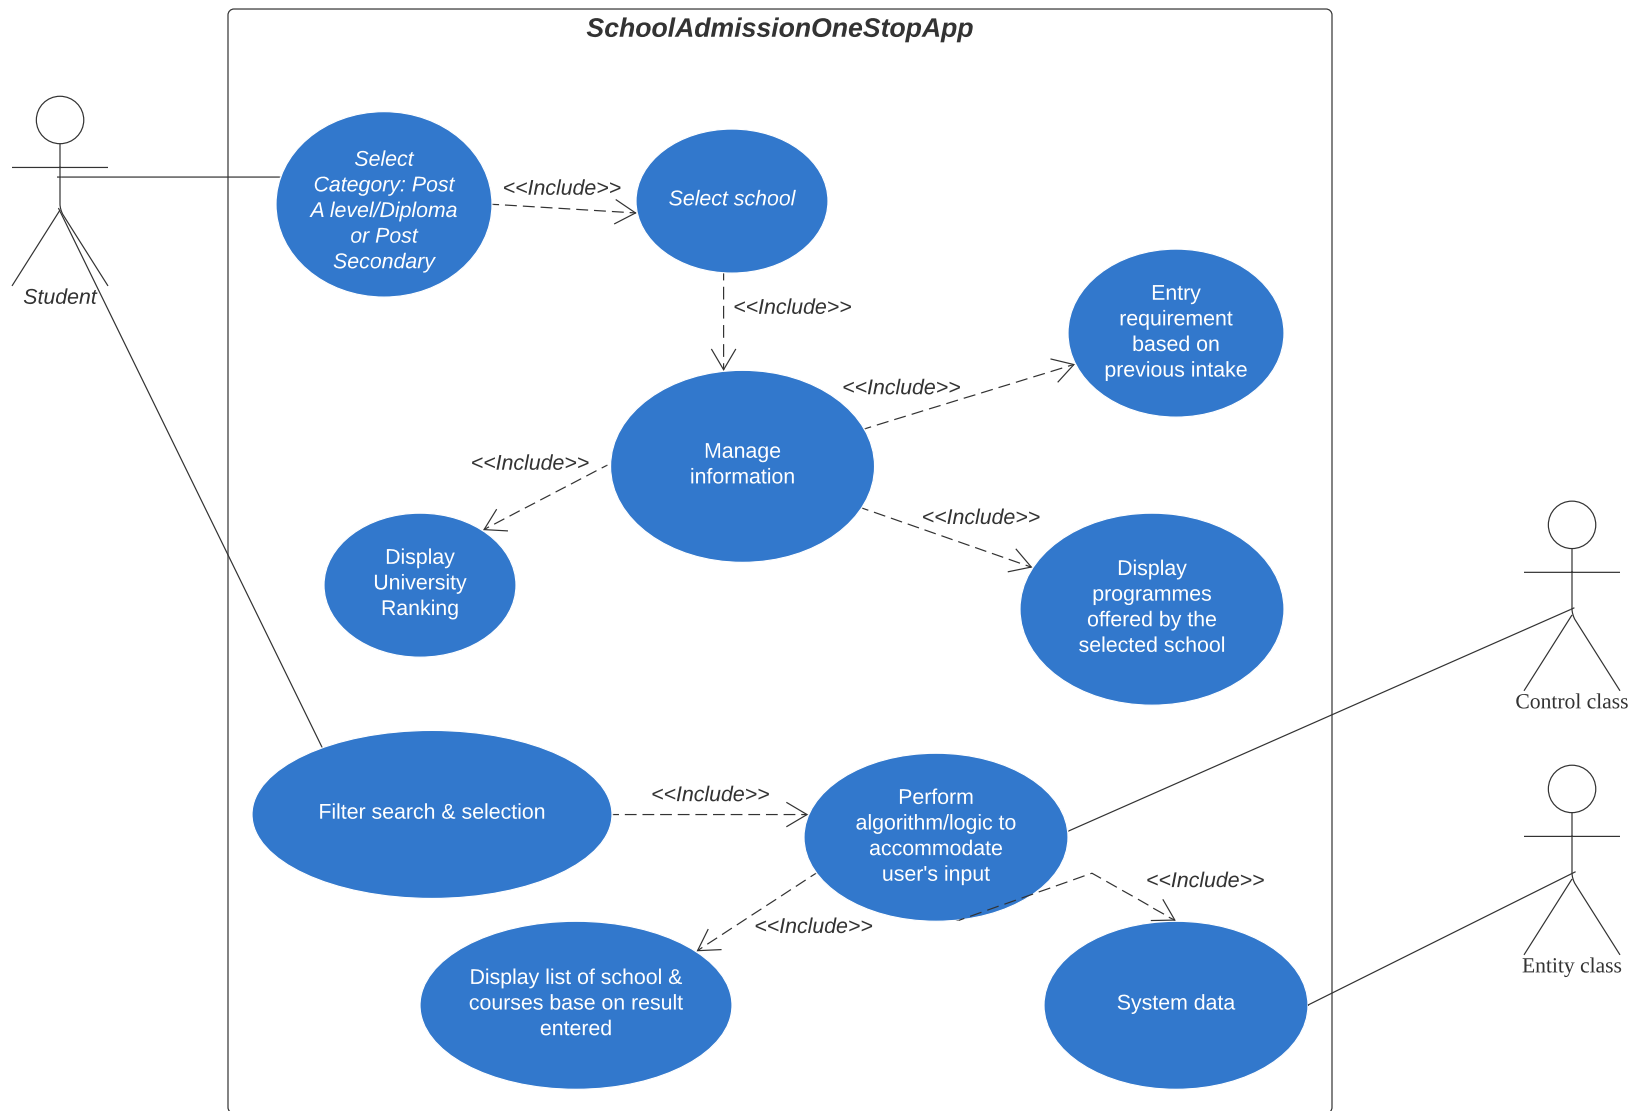 SchoolAdmissionOneStopApp
Select
Category: Post
A level/Diploma
or Post
Secondary
<<Include>>
Select school
Student
<<Include>>
Entry
requirement
based on
previous intake
<<Include>>
Manage
information
<<Include>>
<<Include>>
Display
University
Ranking
Display
programmes
offered by the
selected school
Control class
Filter search & selection
<<Include>>
Perform
algorithm/logic to
accommodate
user's input
<<Include>>
<<Include>>
Display list of school &
courses base on result
entered
System data
Entity class